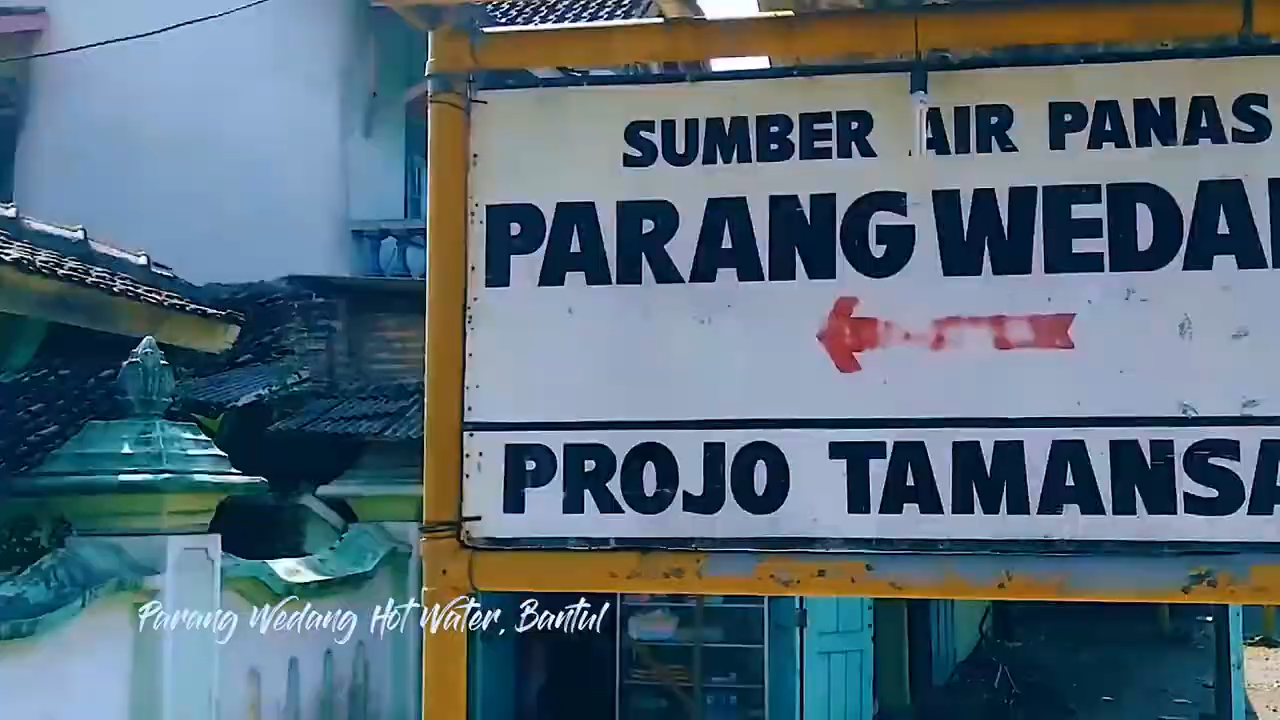 SUMBER AIR PANAS
PARANG WEDA
PROJO TAMANSA
Parang Wedang Hot Water, Bantul